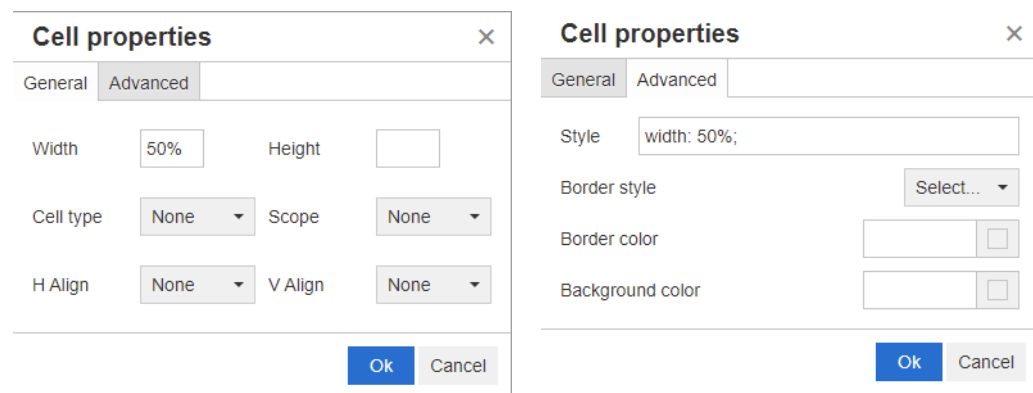 Cell properties ×
General Advanced
Width 50% Height
Cell type None Scope None
H Align None V Align None
Ok Cancel
Cell properties ×
General Advanced
Style width: 50%;
Border style Select...
Border color
Background color
Ok Cancel